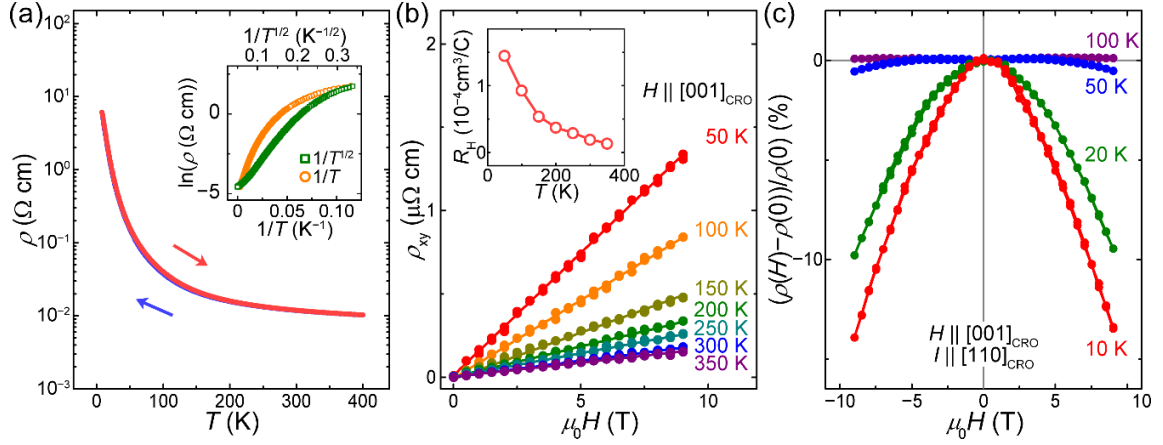 (a)
10²
10¹
10⁰
10⁻¹
10⁻²
10⁻³
ρ (Ω cm)
0
100
200
300
400
T (K)
1/T^1/2 (K^−1/2)
0.1
0.2
0.3
0
−5
ln(ρ (Ω cm))
1/T^1/2
1/T
0
0.05
0.10
1/T (K⁻¹)
(b)
2
1
0
ρxy (μΩ cm)
0
5
10
μ₀H (T)
R_H (10⁻⁴cm³/C)
1
0
0
200
400
T (K)
H || [001]CRO
50 K
100 K
150 K
200 K
250 K
300 K
350 K
(c)
0
−10
(ρ(H)−ρ(0))/ρ(0) (%)
100 K
50 K
20 K
10 K
H || [001]CRO
I || [110]CRO
−10
−5
0
5
10
μ₀H (T)